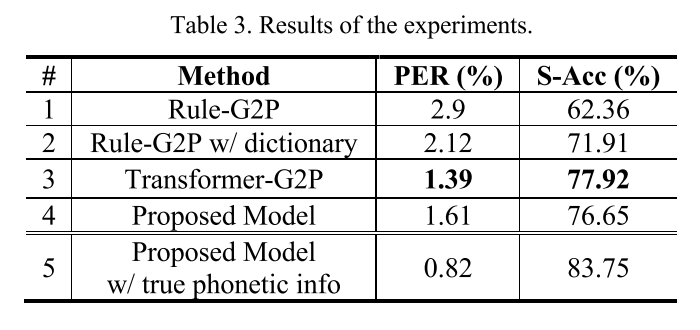 Table 3. Results of the experiments.
# Method PER (%) S-Acc (%)
1 Rule-G2P 2.9 62.36
2 Rule-G2P w/ dictionary 2.12 71.91
3 Transformer-G2P 1.39 77.92
4 Proposed Model 1.61 76.65
5 Proposed Model
w/ true phonetic info 0.82 83.75